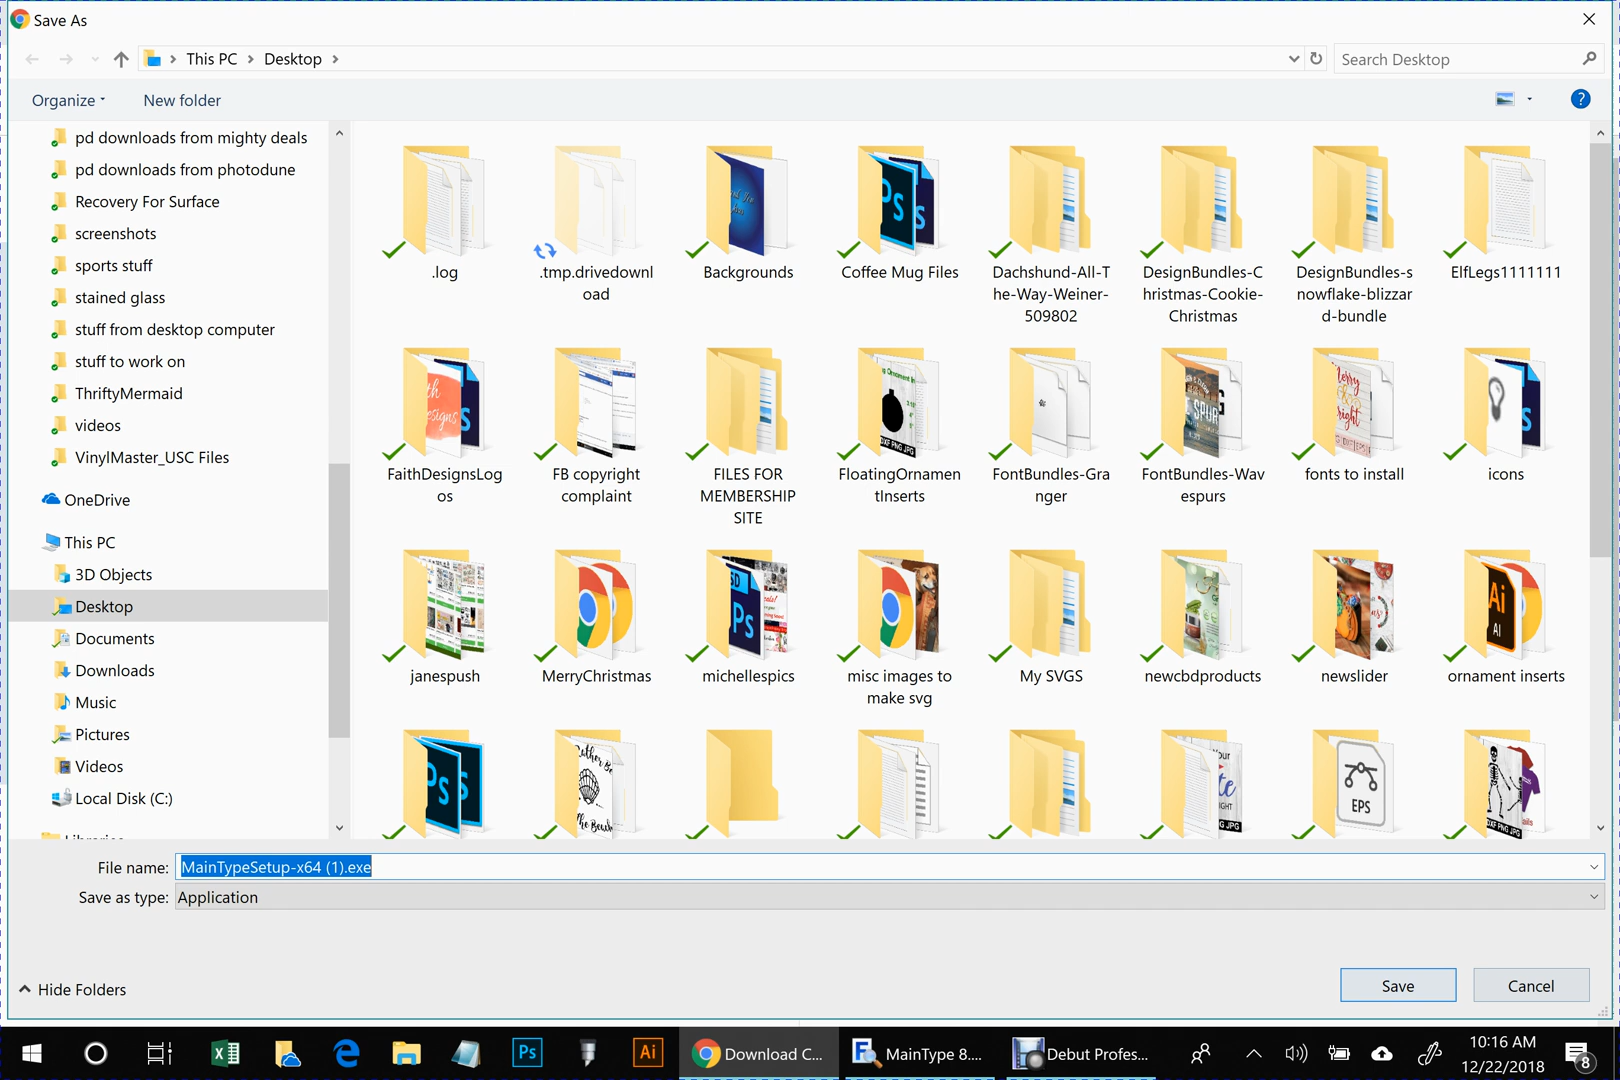 Save As
This PC
Desktop
Search Desktop
Organize
New folder
pd downloads from mighty deals
pd downloads from photodune
Recovery For Surface
screenshots
sports stuff
stained glass
stuff from desktop computer
stuff to work on
ThriftyMermaid
videos
VinylMaster_USC Files
OneDrive
This PC
3D Objects
Desktop
Documents
Downloads
Music
Pictures
Videos
Local Disk (C:)
Libraries
.log
.tmp.drivedownl
oad
Backgrounds
Coffee Mug Files
Dachshund-All-T
he-Way-Weiner-
509802
DesignBundles-C
hristmas-Cookie-
Christmas
DesignBundles-s
nowflake-blizzar
d-bundle
ElfLegs1111111
FaithDesignsLog
os
FB copyright
complaint
FILES FOR
MEMBERSHIP
SITE
FloatingOrnamen
tInserts
FontBundles-Gra
nger
FontBundles-Wav
espurs
fonts to install
icons
janespush
MerryChristmas
michellespics
misc images to
make svg
My SVGS
newcbdproducts
newslider
ornament inserts
EPS
File name:
MainTypeSetup-x64 (1).exe
Save as type:
Application
Hide Folders
Save
Cancel
Download C...
MainType 8....
Debut Profes...
10:16 AM
12/22/2018
8